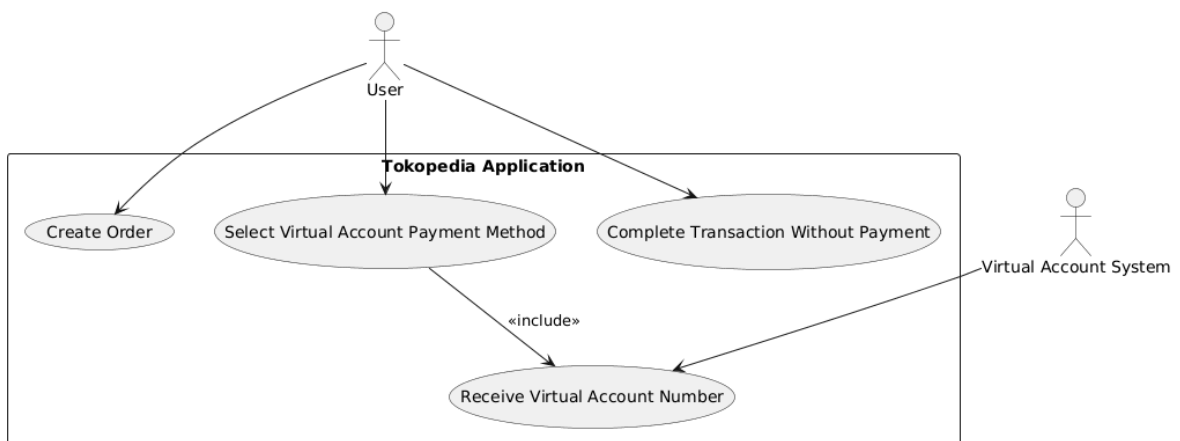 User
Tokopedia Application
Create Order
Select Virtual Account Payment Method
Complete Transaction Without Payment
Virtual Account System
«include»
Receive Virtual Account Number